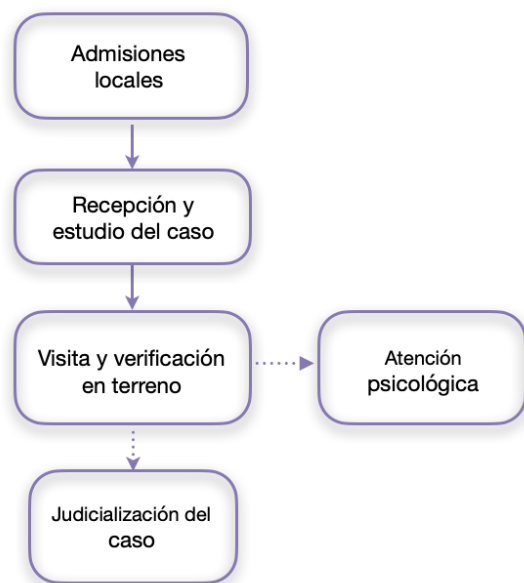 Admisiones
locales
Recepción y
estudio del caso
Visita y verificación
en terreno
Atención
psicológica
Judicialización del
caso